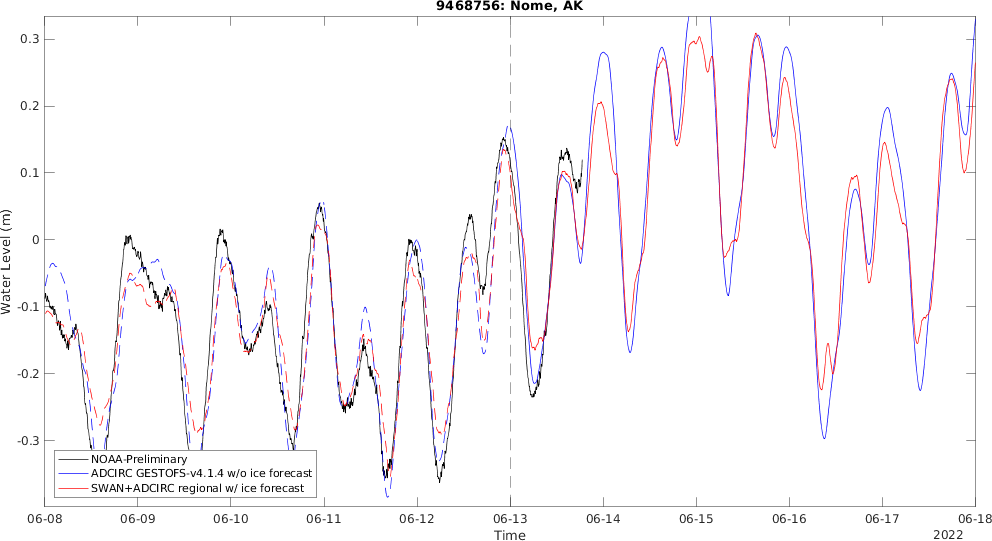 9468756: Nome, AK
Water Level (m)
0.3
0.2
0.1
0
-0.1
-0.2
-0.3
NOAA-Preliminary
ADCIRC GESTOFS-v4.1.4 w/o ice forecast
SWAN+ADCIRC regional w/ ice forecast
06-08 06-09 06-10 06-11 06-12 06-13 06-14 06-15 06-16 06-17 06-18
Time
2022